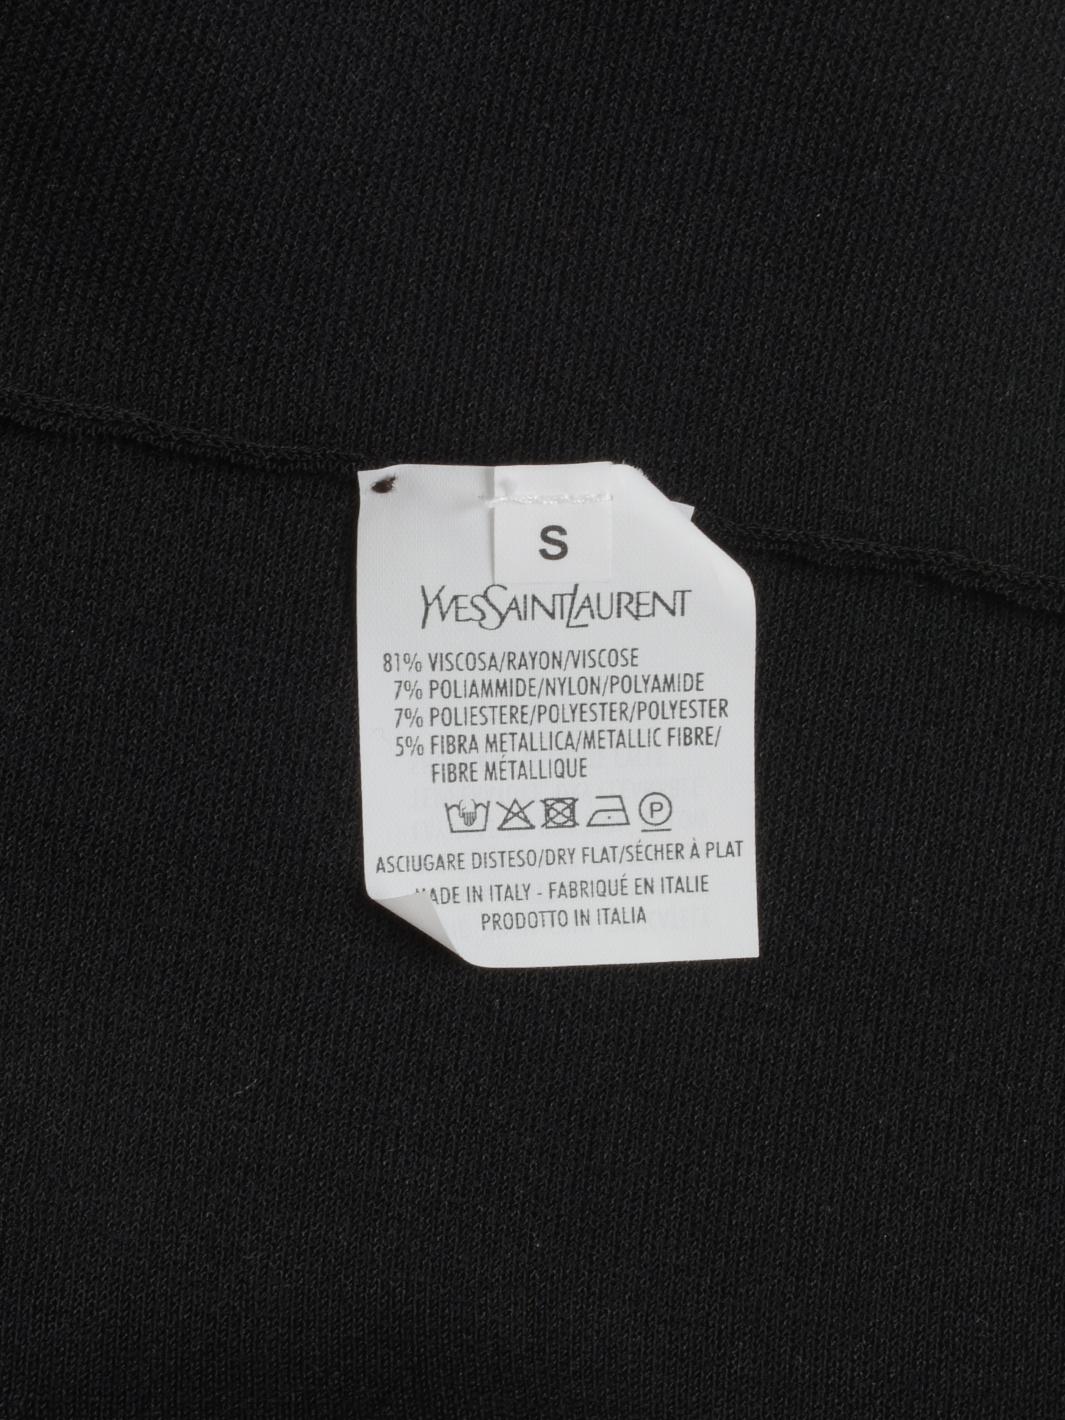 S
YVESSAINTLAURENT
81% VISCOSA/RAYON/VISCOSE
7% POLIAMMIDE/NYLON/POLYAMIDE
7% POLIESTERE/POLYESTER/POLYESTER
5% FIBRA METALLICA/METALLIC FIBRE/
FIBRE MÉTALLIQUE
P
ASCIUGARE DISTESO/DRY FLAT/SÉCHER À PLAT
MADE IN ITALY - FABRIQUÉ EN ITALIE
PRODOTTO IN ITALIA